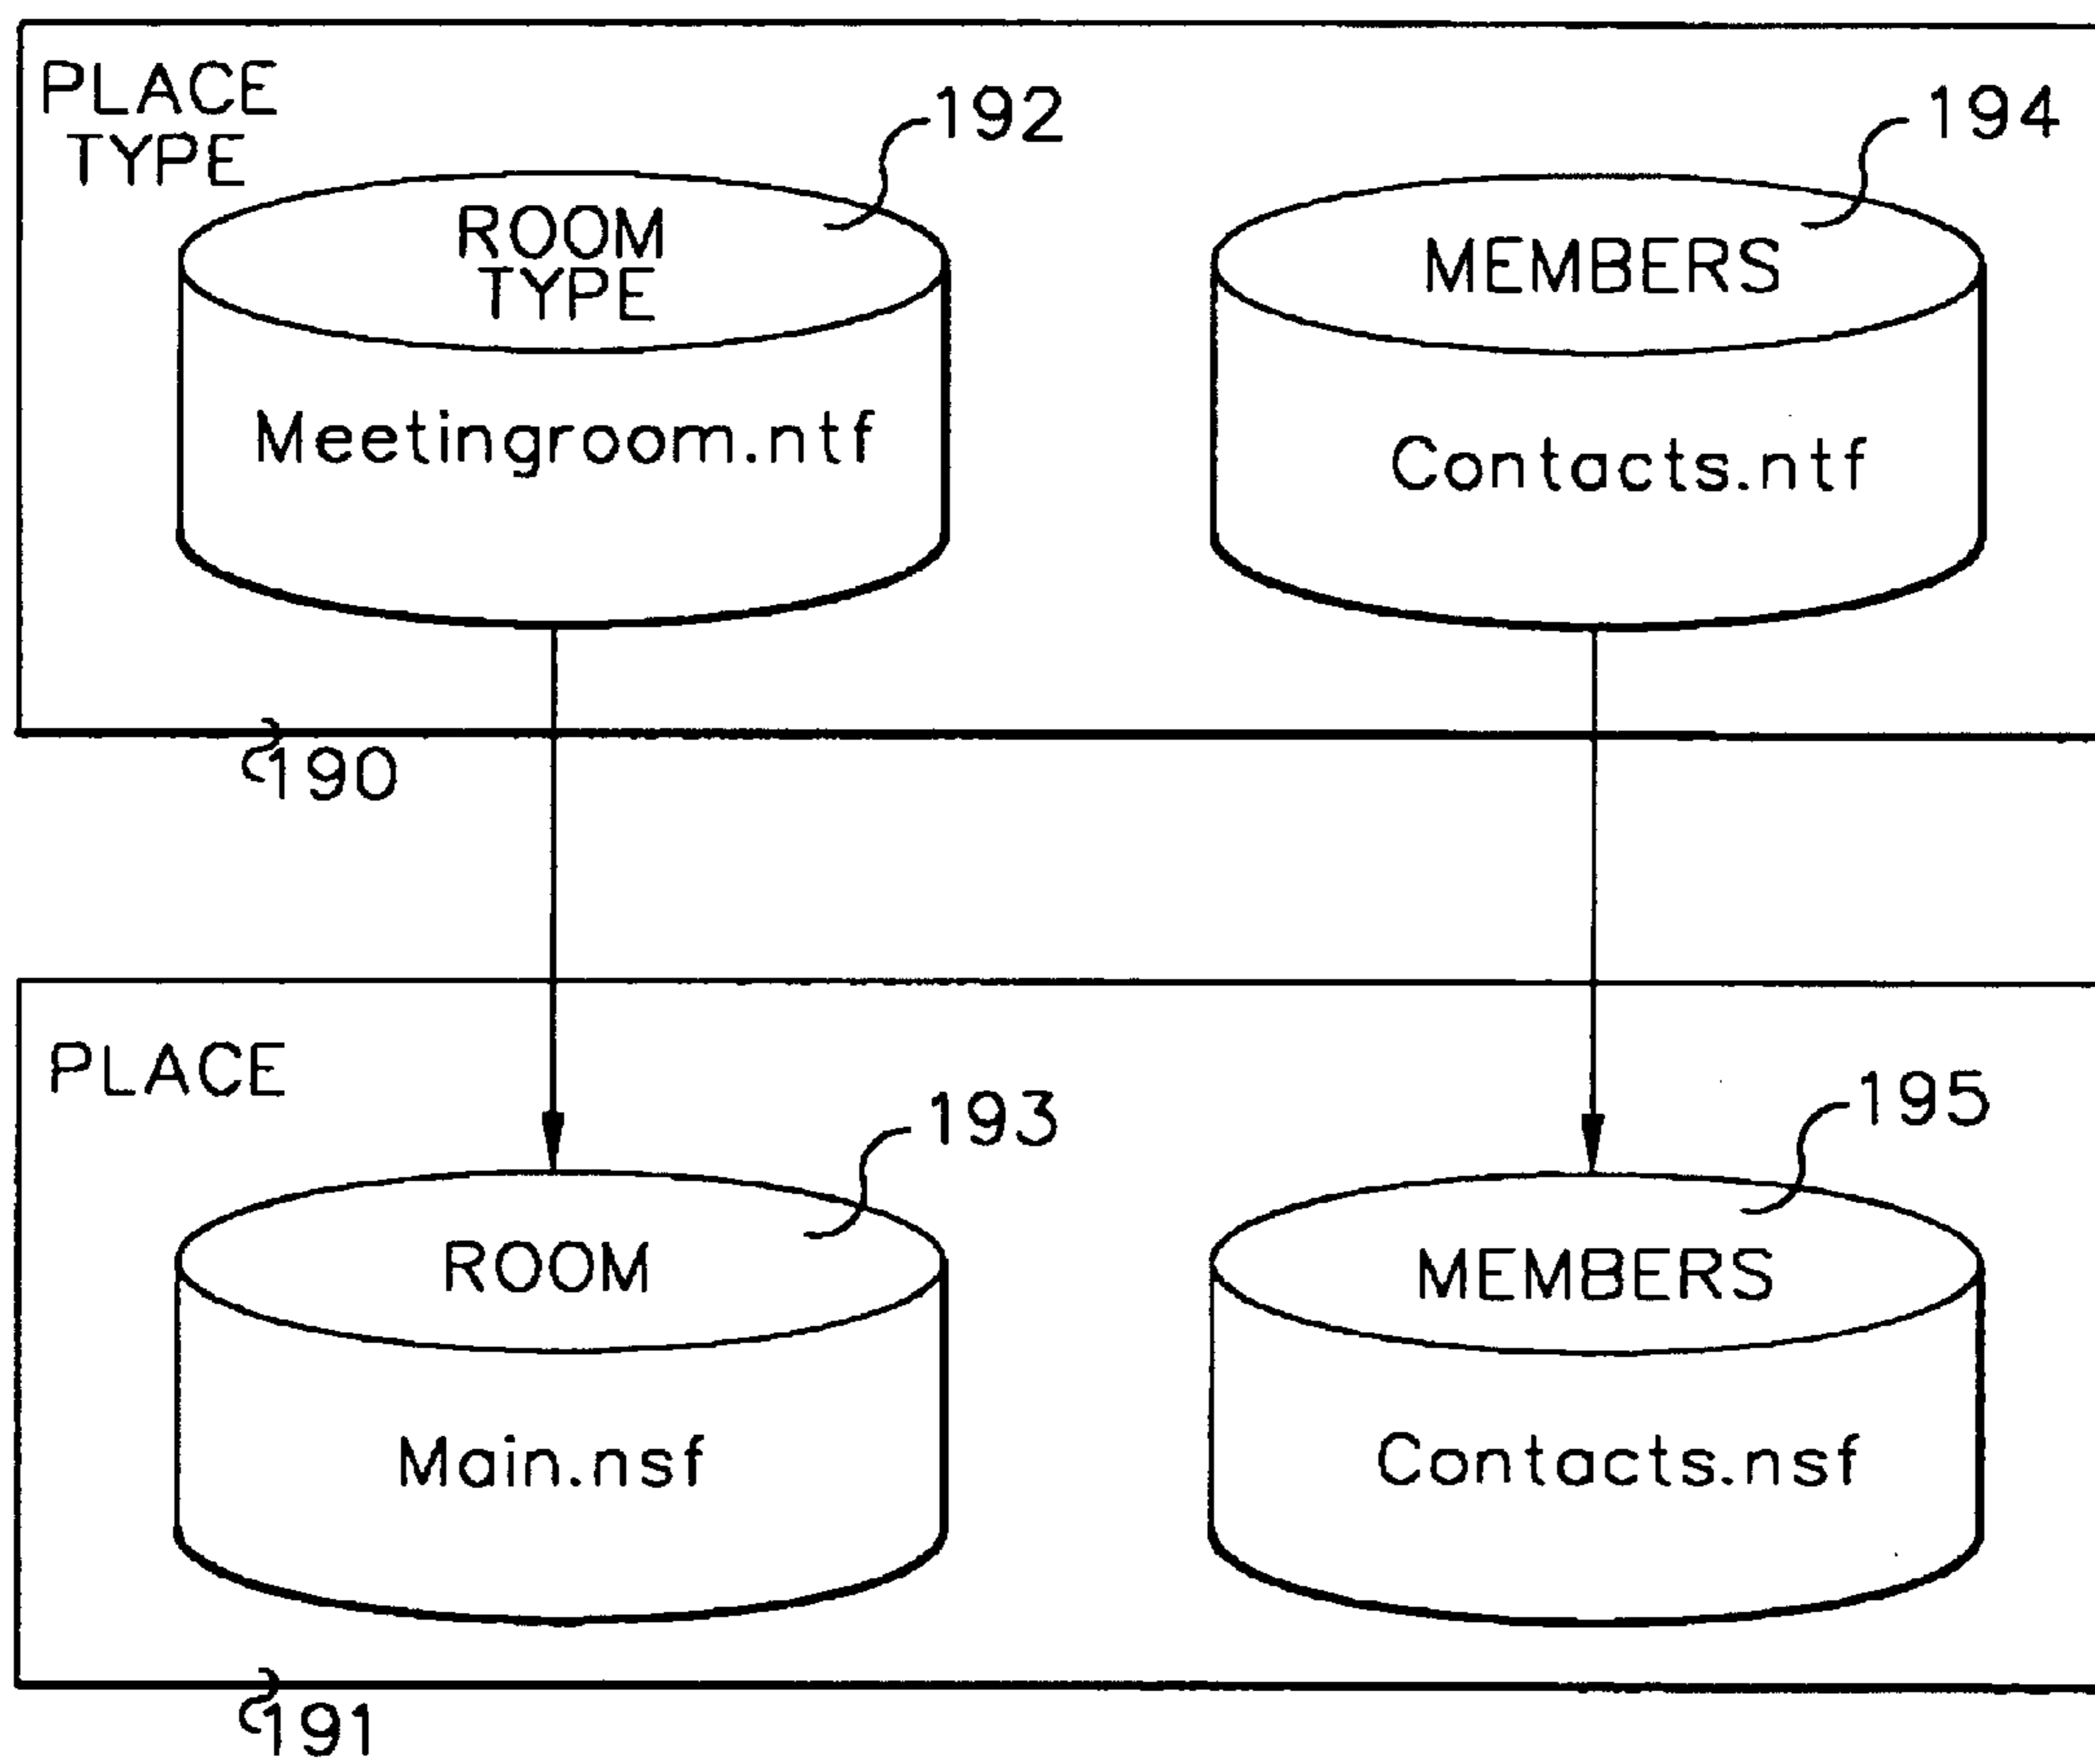 PLACE
TYPE
192
194
ROOM
TYPE
MEMBERS
Meetingroom.ntf
Contacts.ntf
190
PLACE
193
195
ROOM
MEMBERS
Main.nsf
Contacts.nsf
191